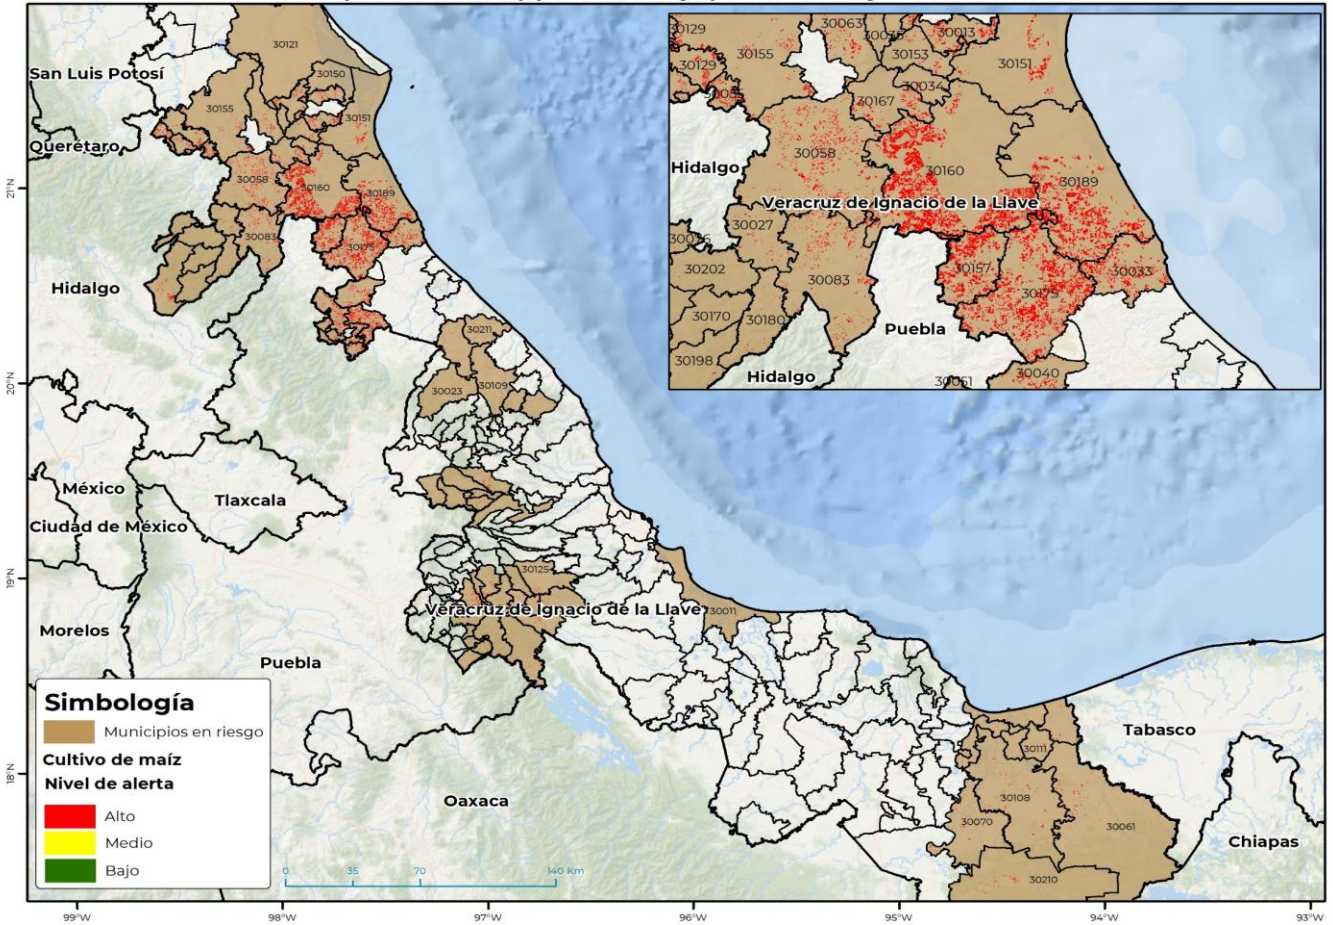 30121
San Luis Potosí
30150
30155
30151
Querétaro
30058
30160
30189
30083
30175
Hidalgo
30211
30023
30109
México
Tlaxcala
Ciudad de México
30125
Veracruz de Ignacio de la Llave
30011
Morelos
Puebla
Tabasco
30111
Oaxaca
30108
30070
30061
Chiapas
30210
30129
30063
30013
30155
30153
30151
30129
30034
30167
30058
Hidalgo
30160
30189
Veracruz de Ignacio de la Llave
30027
30202
30083
30157
30033
30175
30170
30180
Puebla
30198
Hidalgo
30051
30040
Simbología
Municipios en riesgo
Cultivo de maíz
Nivel de alerta
Alto
Medio
Bajo
0 35 70 140 Km
21°N
20°N
19°N
18°N
99°W 98°W 97°W 96°W 95°W 94°W 93°W